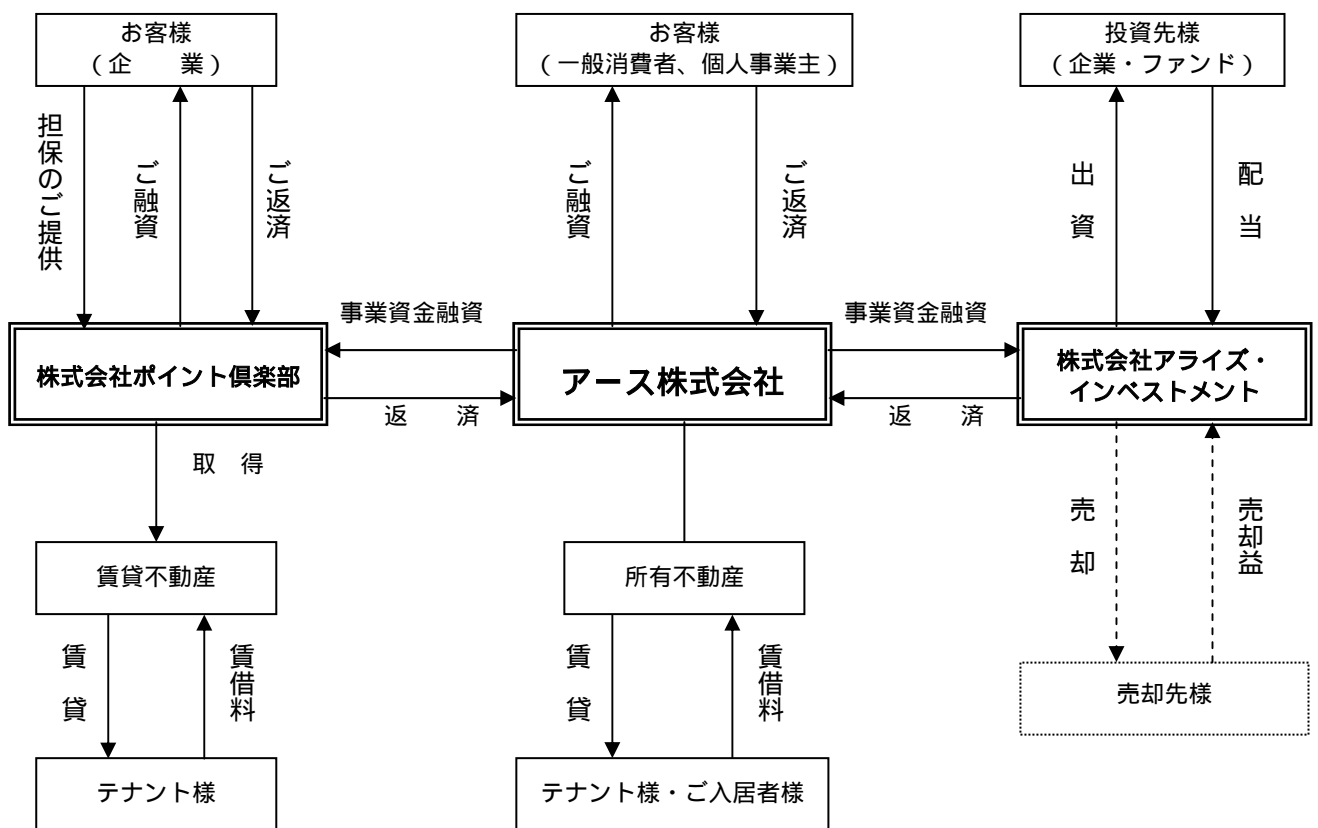 お客様
（企　　業）
お客様
（一般消費者、個人事業主）
投資先様
（企業・ファンド）
担保のご提供
ご融資
ご返済
ご融資
ご返済
出　資
配　当
事業資金融資
事業資金融資
株式会社ポイント倶楽部
アース株式会社
株式会社アライズ・
インベストメント
返　　済
返　　済
取　得
売　却
売却益
賃貸不動産
所有不動産
賃　貸
賃借料
賃　貸
賃借料
売却先様
テナント様
テナント様・ご入居者様